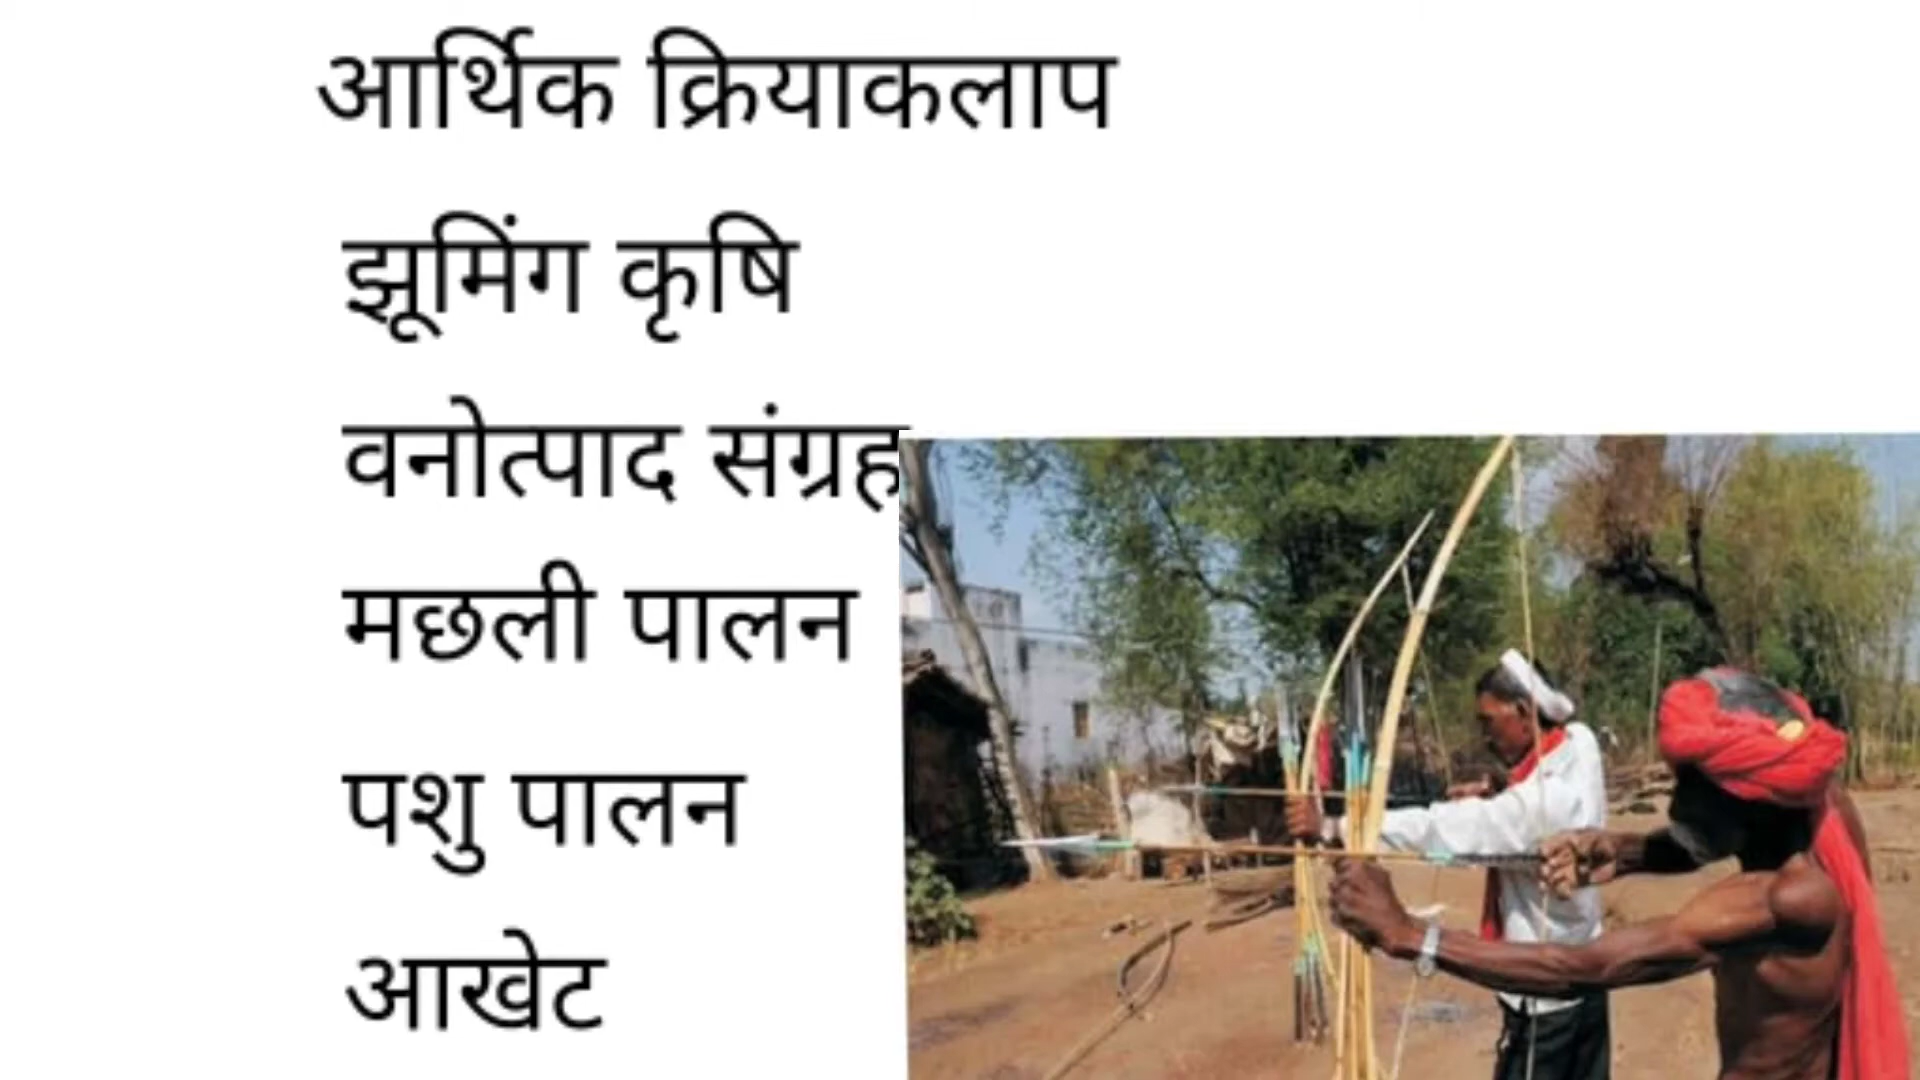 आर्थिक क्रियाकलाप
झूमिंग कृषि
वनोत्पाद संग्रह
मछली पालन
पशु पालन
आखेट